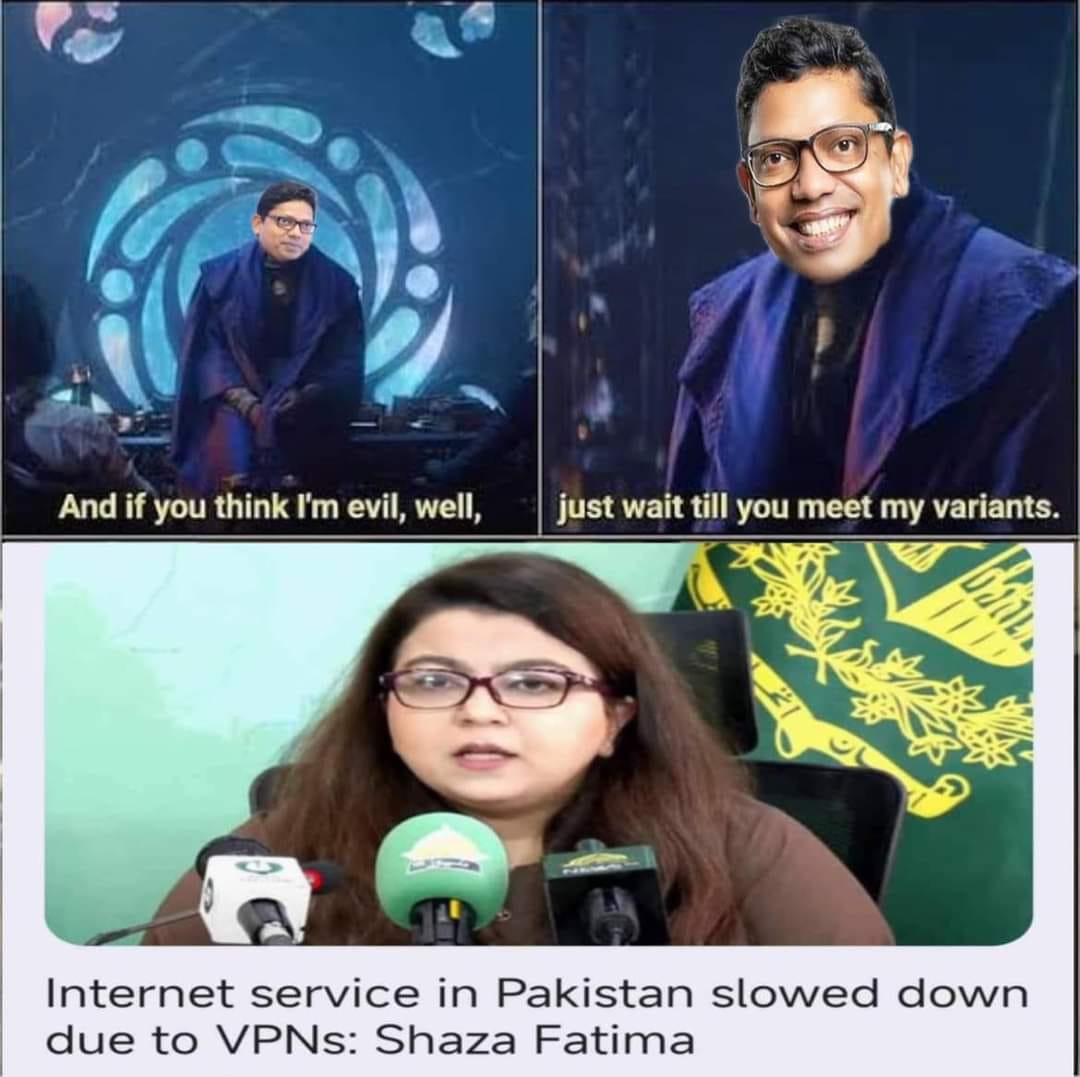 And if you think I'm evil, well,
just wait till you meet my variants.
Internet service in Pakistan slowed down
due to VPNs: Shaza Fatima